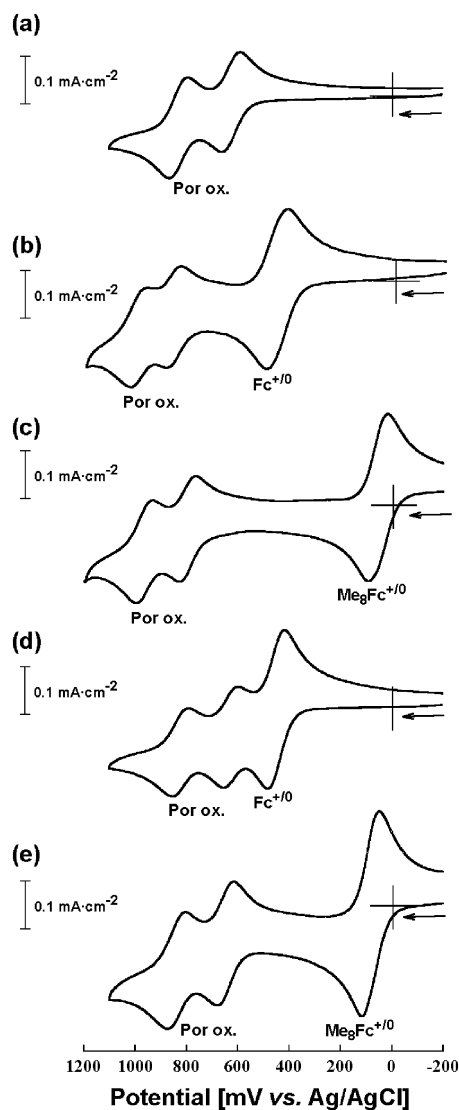 (a)
0.1 mA·cm-2
Por ox.
(b)
0.1 mA·cm-2
Por ox.
Fc+/0
(c)
0.1 mA·cm-2
Me8Fc+/0
Por ox.
(d)
0.1 mA·cm-2
Por ox.
Fc+/0
(e)
0.1 mA·cm-2
Por ox.
Me8Fc+/0
1200 1000 800 600 400 200 0 -200
Potential [mV vs. Ag/AgCl]